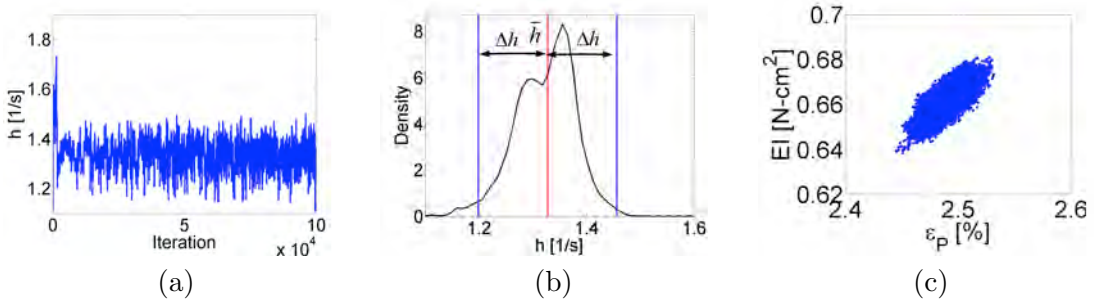 1.8
1.6
1.4
1.2
h [1/s]
0
5
10
Iteration
x 10^4
(a)
8
6
4
2
0
Density
Δh
h̄
Δh
1.2
1.4
1.6
h [1/s]
(b)
0.7
0.68
0.66
0.64
0.62
EI [N-cm²]
2.4
2.5
2.6
ε_P [%]
(c)